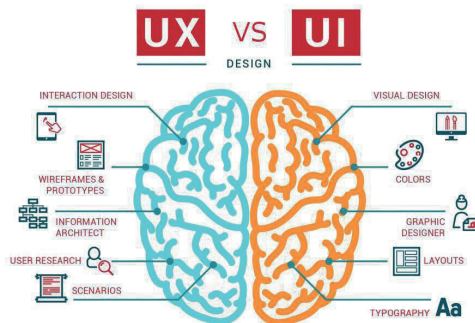 UX VS UI
DESIGN
INTERACTION DESIGN
WIREFRAMES &
PROTOTYPES
INFORMATION
ARCHITECT
USER RESEARCH
SCENARIOS
VISUAL DESIGN
COLORS
GRAPHIC
DESIGNER
LAYOUTS
TYPOGRAPHY Aa